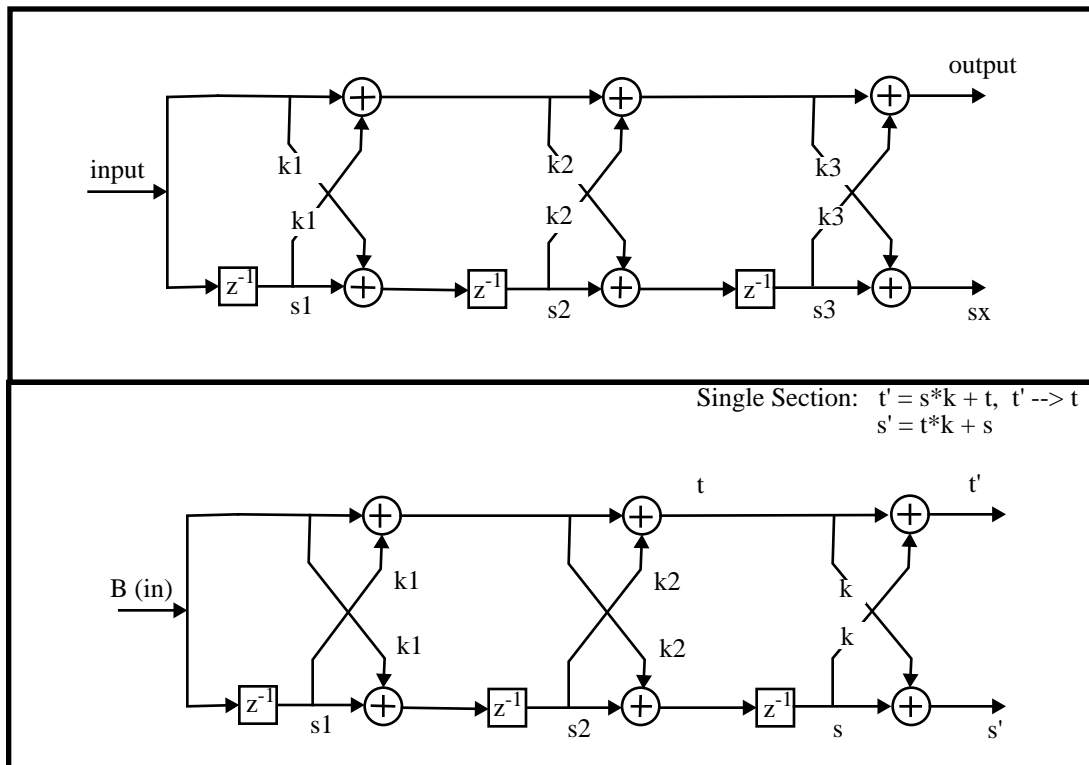 output
k1
k2
k3
input
k1
k2
k3
z-1
s1
z-1
s2
z-1
s3
sx
Single Section: t' = s*k + t, t' --> t
s' = t*k + s
t
t'
B (in)
k1
k2
k
k1
k2
k
z-1
s1
z-1
s2
z-1
s
s'